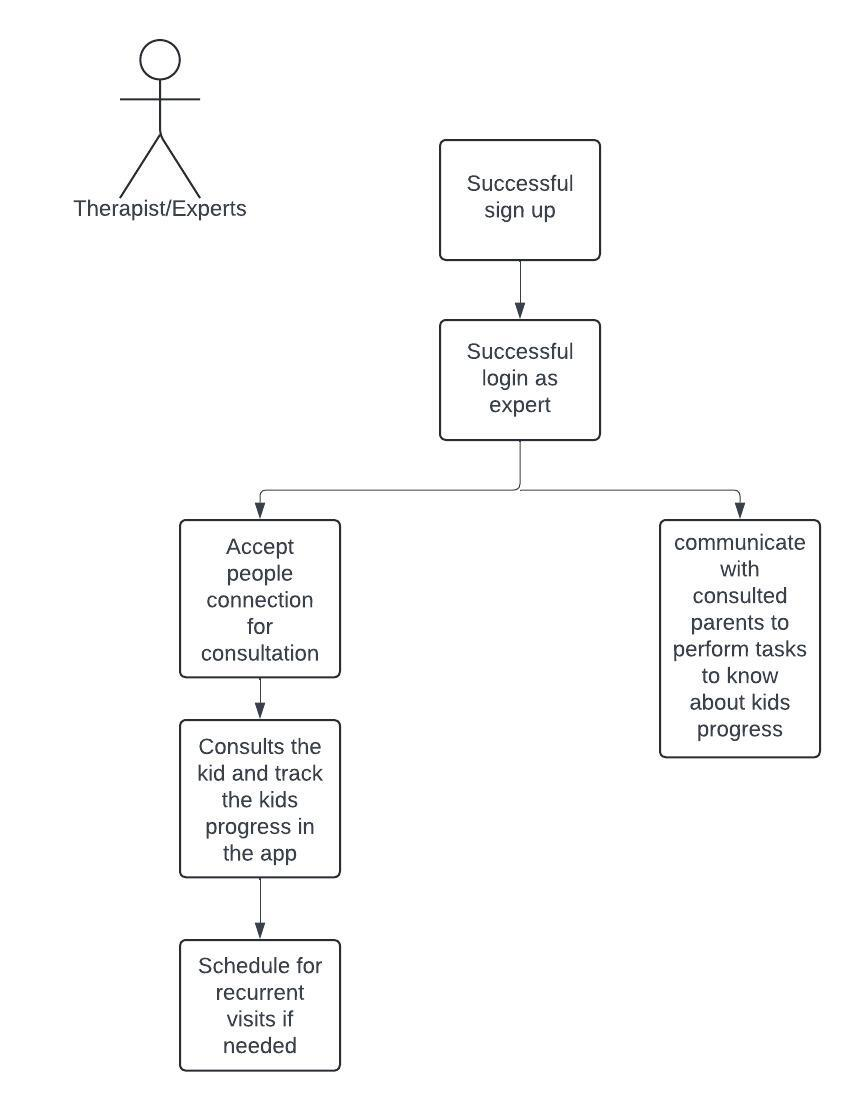 Therapist/Experts
Successful
sign up
Successful
login as
expert
Accept
people
connection
for
consultation
communicate
with
consulted
parents to
perform tasks
to know
about kids
progress
Consults the
kid and track
the kids
progress in
the app
Schedule for
recurrent
visits if
needed